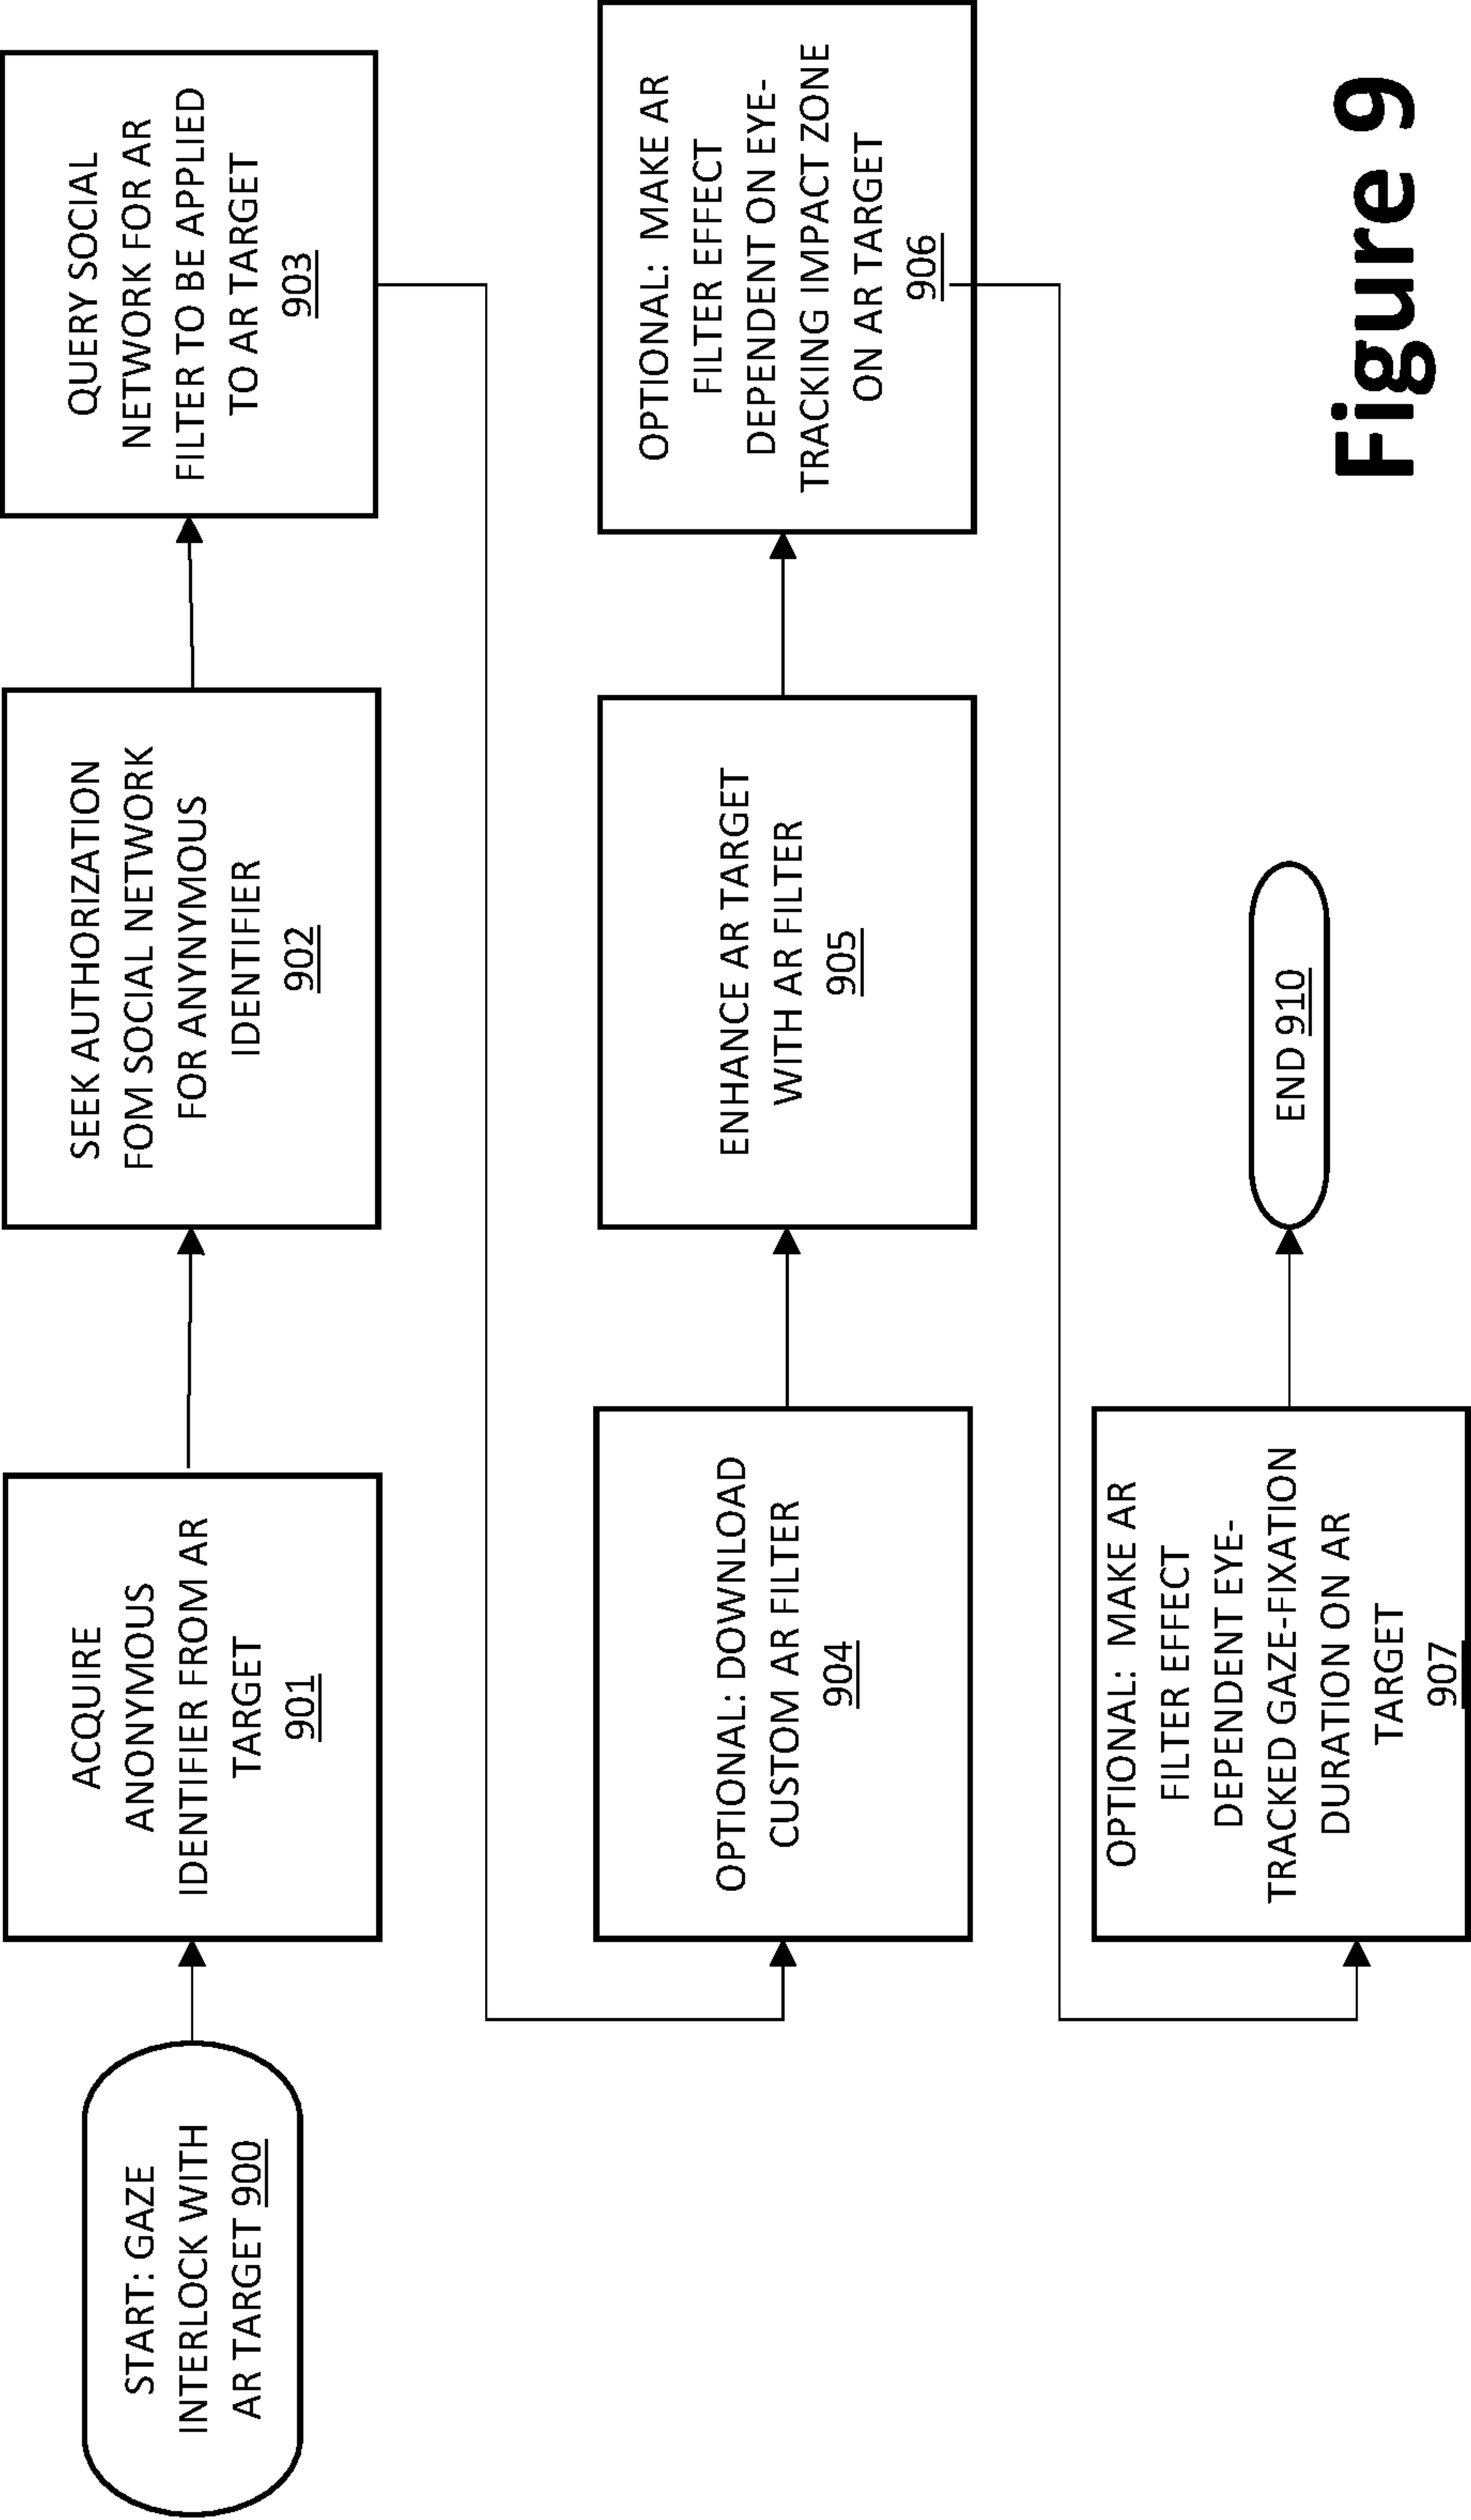 START: GAZE
INTERLOCK WITH
AR TARGET 900
ACQUIRE
ANONYMOUS
IDENTIFIER FROM AR
TARGET
901
SEEK AUTHORIZATION
FOM SOCIAL NETWORK
FOR ANYNYMOUS
IDENTIFIER
902
QUERY SOCIAL
NETWORK FOR AR
FILTER TO BE APPLIED
TO AR TARGET
903
OPTIONAL: DOWNLOAD
CUSTOM AR FILTER
904
ENHANCE AR TARGET
WITH AR FILTER
905
OPTIONAL: MAKE AR
FILTER EFFECT
DEPENDENT ON EYE-
TRACKING IMPACT ZONE
ON AR TARGET
906
OPTIONAL: MAKE AR
FILTER EFFECT
DEPENDENT EYE-
TRACKED GAZE-FIXATION
DURATION ON AR
TARGET
907
END 910
Figure 9